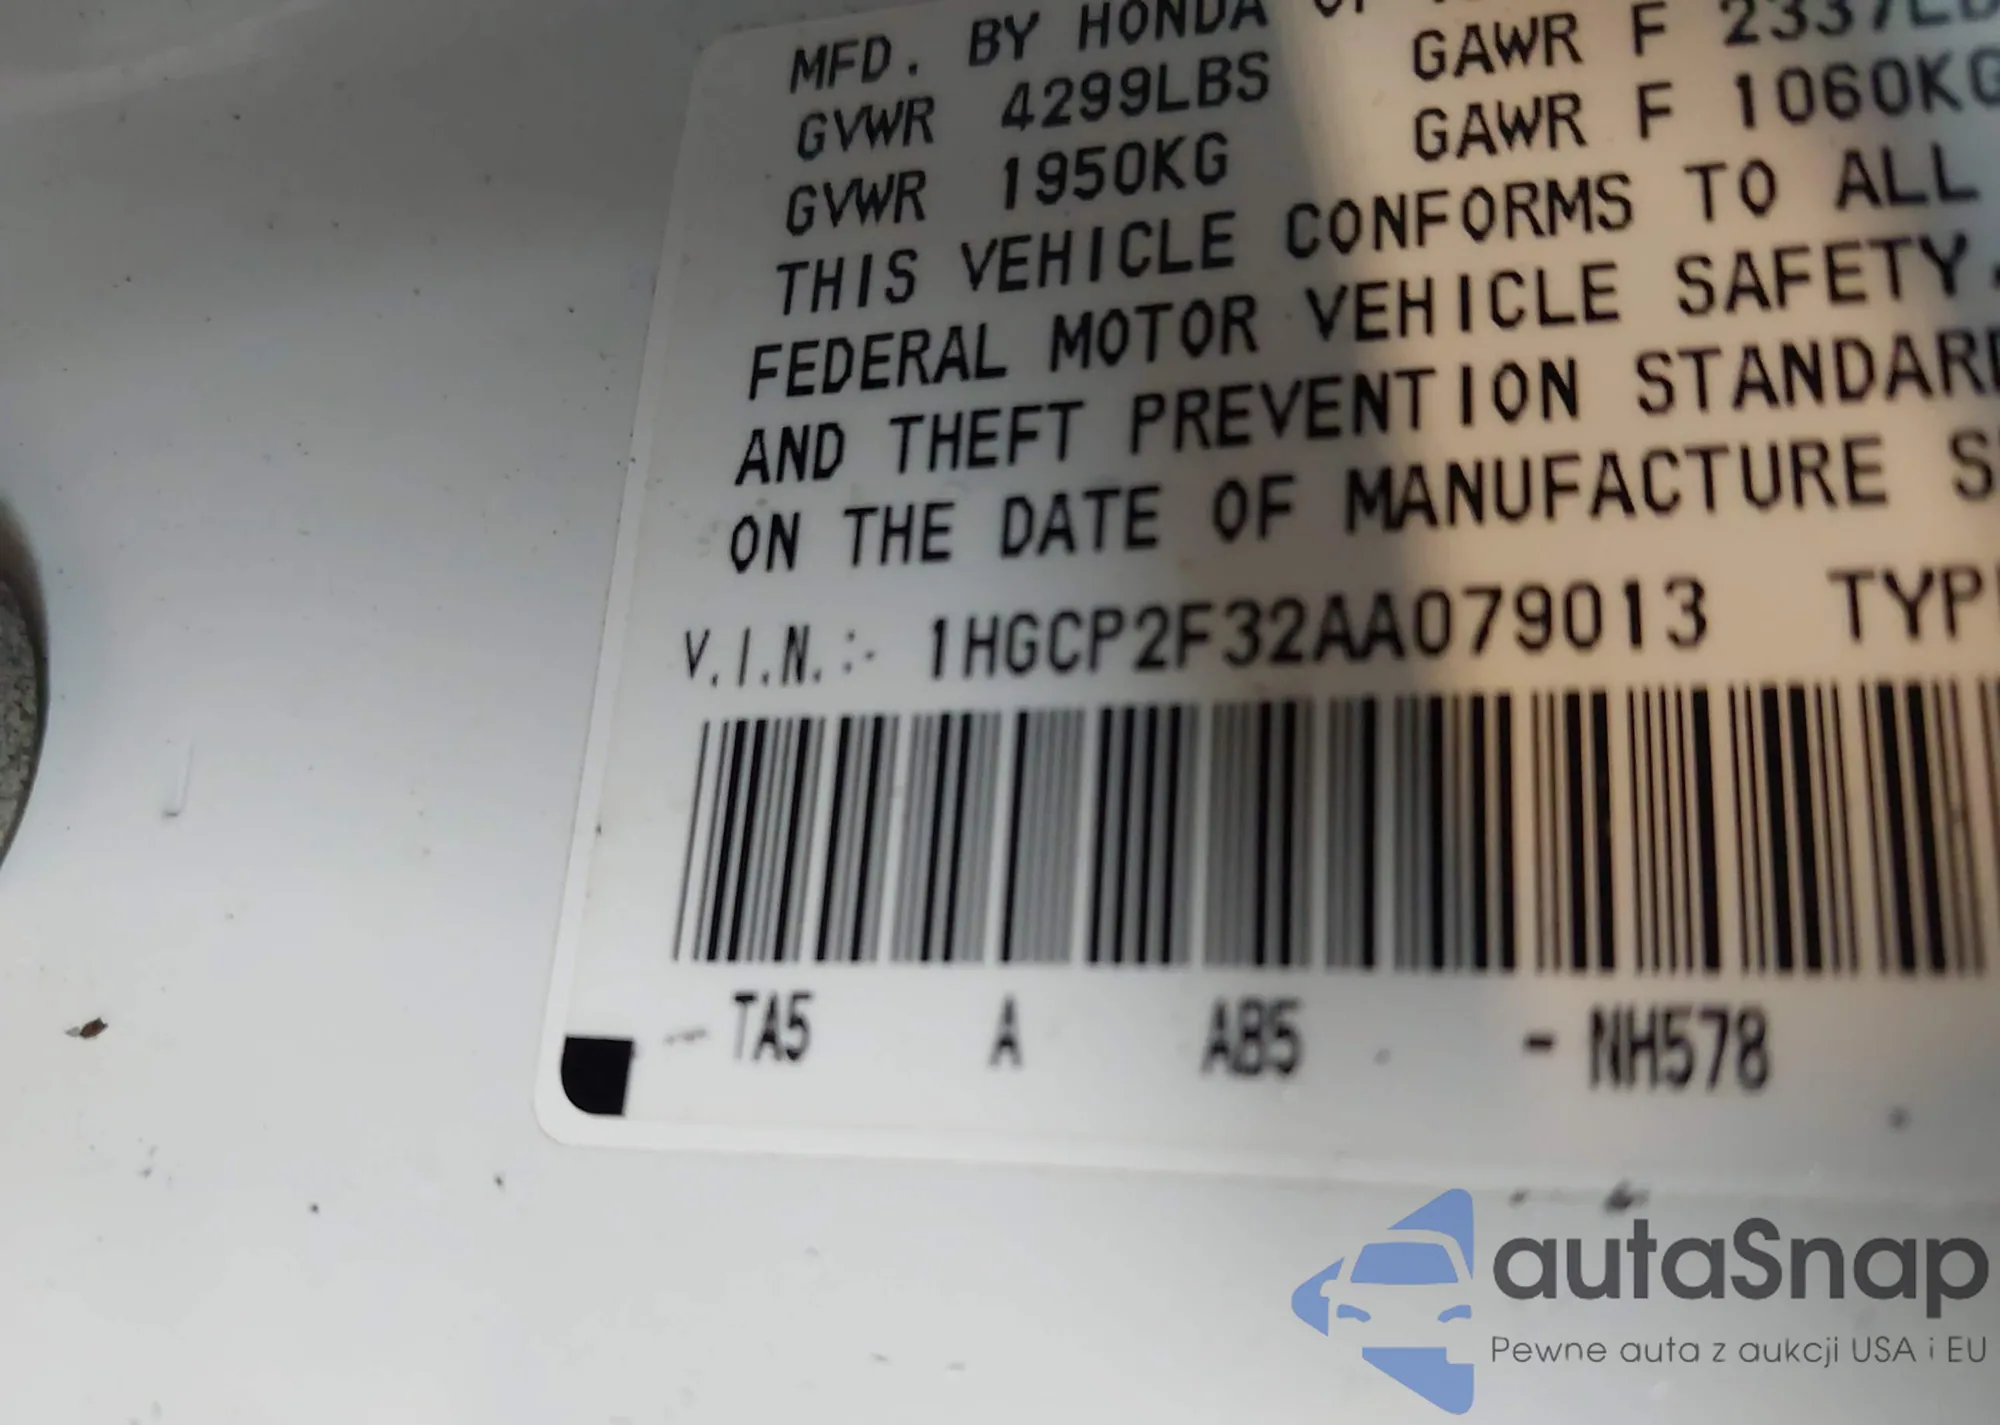 MFD. BY HONDA OF
GAWR F 2337LB
GVWR 4299LBS
GAWR F 1060KG
GVWR 1950KG
THIS VEHICLE CONFORMS TO ALL
FEDERAL MOTOR VEHICLE SAFETY,
AND THEFT PREVENTION STANDARD
ON THE DATE OF MANUFACTURE S
V.I.N.: 1HGCP2F32AA079013 TYP
- TA5 A AB5 - NH578
autaSnap
Pewne auta z aukcji USA i EU